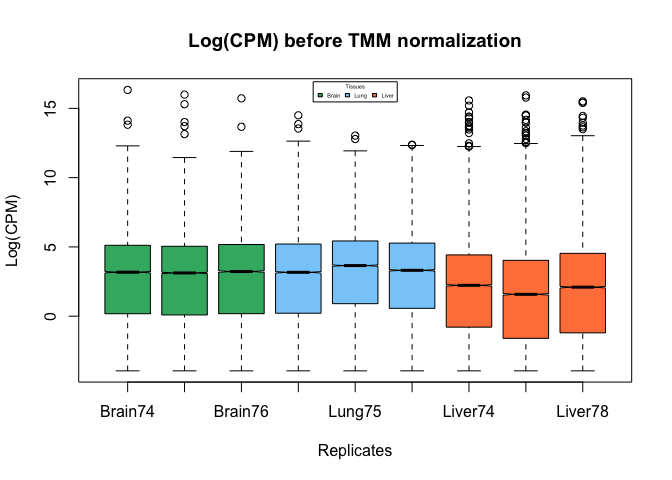 Log(CPM) before TMM normalization
Tissues
Brain Lung Liver
Log(CPM)
15
10
5
0
Brain74 Brain76 Lung75 Liver74 Liver78
Replicates